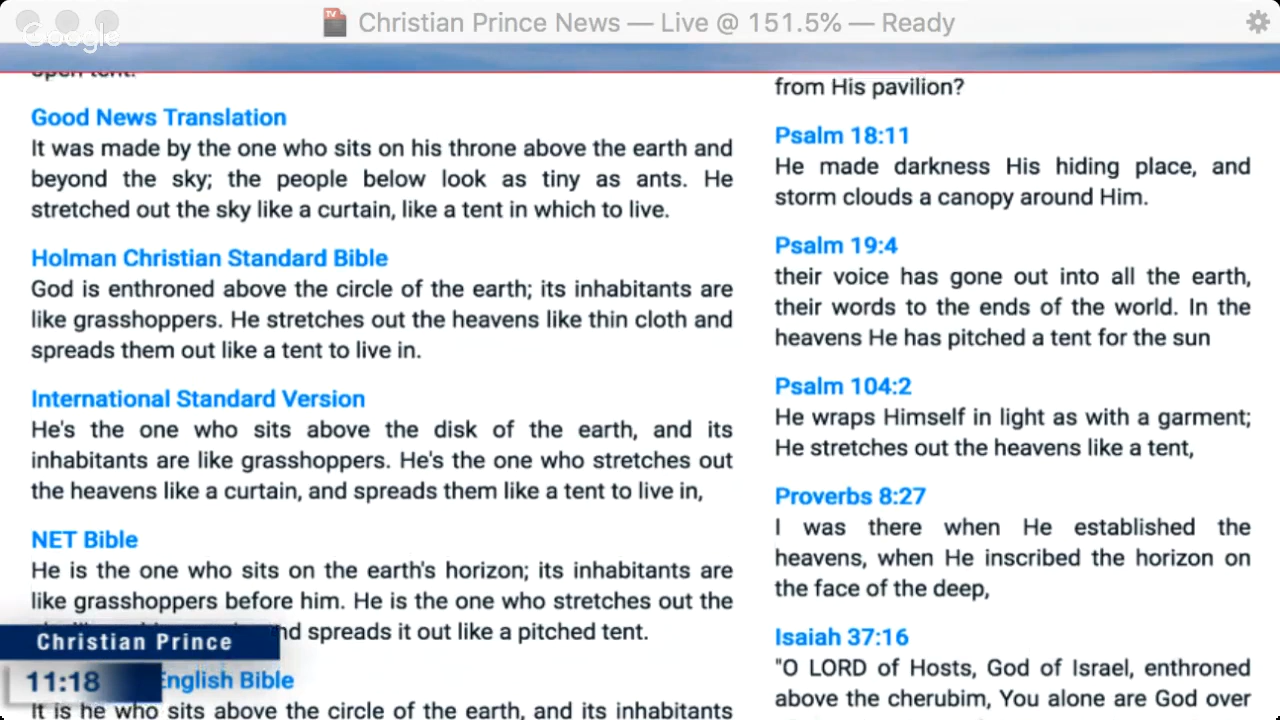 Christian Prince News — Live @ 151.5% — Ready
Google
open tent.
Good News Translation
It was made by the one who sits on his throne above the earth and
beyond the sky; the people below look as tiny as ants. He
stretched out the sky like a curtain, like a tent in which to live.
Holman Christian Standard Bible
God is enthroned above the circle of the earth; its inhabitants are
like grasshoppers. He stretches out the heavens like thin cloth and
spreads them out like a tent to live in.
International Standard Version
He's the one who sits above the disk of the earth, and its
inhabitants are like grasshoppers. He's the one who stretches out
the heavens like a curtain, and spreads them like a tent to live in,
NET Bible
He is the one who sits on the earth's horizon; its inhabitants are
like grasshoppers before him. He is the one who stretches out the
spreads it out like a pitched tent.
English Bible
It is he who sits above the circle of the earth, and its inhabitants
from His pavilion?
Psalm 18:11
He made darkness His hiding place, and
storm clouds a canopy around Him.
Psalm 19:4
their voice has gone out into all the earth,
their words to the ends of the world. In the
heavens He has pitched a tent for the sun
Psalm 104:2
He wraps Himself in light as with a garment;
He stretches out the heavens like a tent,
Proverbs 8:27
I was there when He established the
heavens, when He inscribed the horizon on
the face of the deep,
Isaiah 37:16
"O LORD of Hosts, God of Israel, enthroned
above the cherubim, You alone are God over
Christian Prince
11:18